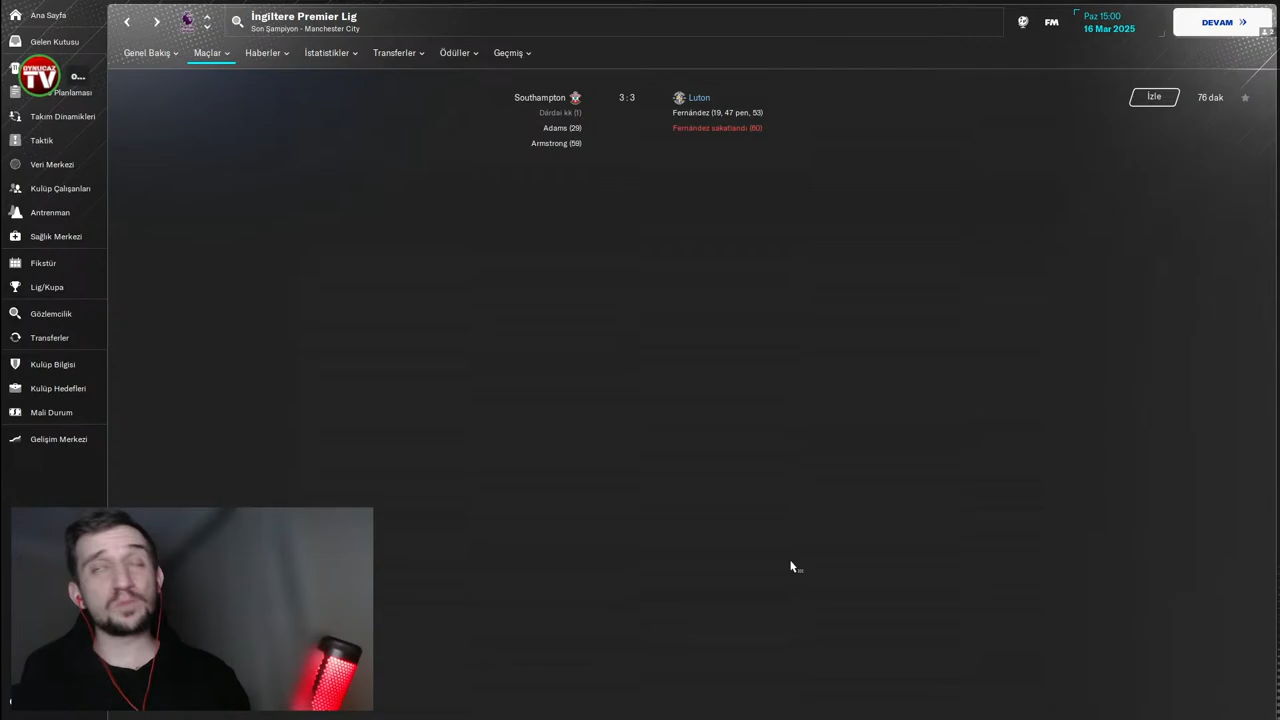 Ana Sayfa
İngiltere Premier Lig
Son Şampiyon - Manchester City
FM
Paz 15:00
16 Mar 2025
DEVAM
2
Gelen Kutusu
Genel Bakış
Maçlar
Haberler
İstatistikler
Transferler
Ödüller
Geçmiş
OYNUCAZ
TV
o...
Planlaması
Takım Dinamikleri
Taktik
Veri Merkezi
Kulüp Çalışanları
Antrenman
Sağlık Merkezi
Fikstür
Lig/Kupa
Gözlemcilik
Transferler
Kulüp Bilgisi
Kulüp Hedefleri
Mali Durum
Gelişim Merkezi
Southampton 3 : 3 Luton İzle 76 dak
Dárdai kk (1) Fernández (19, 47 pen, 53)
Adams (29) Fernández sakatlandı (60)
Armstrong (59)